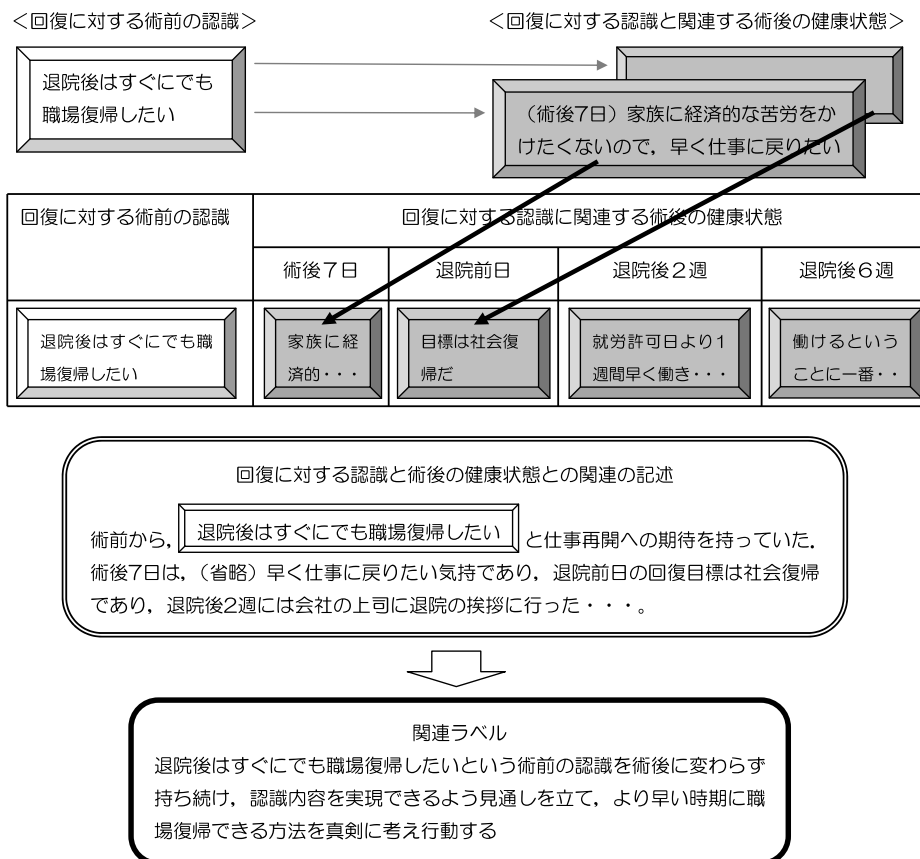 ＜回復に対する術前の認識＞
＜回復に対する認識と関連する術後の健康状態＞
退院後はすぐにでも
職場復帰したい
（術後7日）家族に経済的な苦労をか
けたくないので，早く仕事に戻りたい
回復に対する術前の認識
回復に対する認識に関連する術後の健康状態
術後７日
退院前日
退院後２週
退院後６週
退院後はすぐにでも職
場復帰したい
家族に経
済的・・・
目標は社会復
帰だ
就労許可日より1
週間早く働き・・・
働けるという
ことに一番・・
回復に対する認識と術後の健康状態との関連の記述
術前から，退院後はすぐにでも職場復帰したいと仕事再開への期待を持っていた．
術後7日は，（省略）早く仕事に戻りたい気持であり，退院前日の回復目標は社会復帰
であり，退院後2週には会社の上司に退院の挨拶に行った・・・。
関連ラベル
退院後はすぐにでも職場復帰したいという術前の認識を術後に変わらず
持ち続け，認識内容を実現できるよう見通しを立て，より早い時期に職
場復帰できる方法を真剣に考え行動する